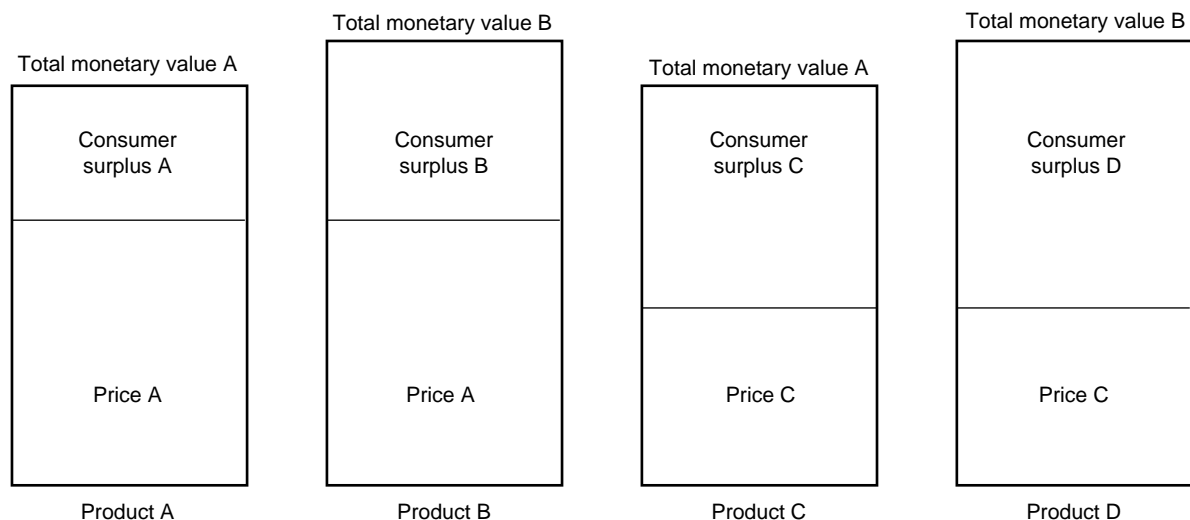 Total monetary value A
Consumer
surplus A
Price A
Product A
Total monetary value B
Consumer
surplus B
Price A
Product B
Total monetary value A
Consumer
surplus C
Price C
Product C
Total monetary value B
Consumer
surplus D
Price C
Product D